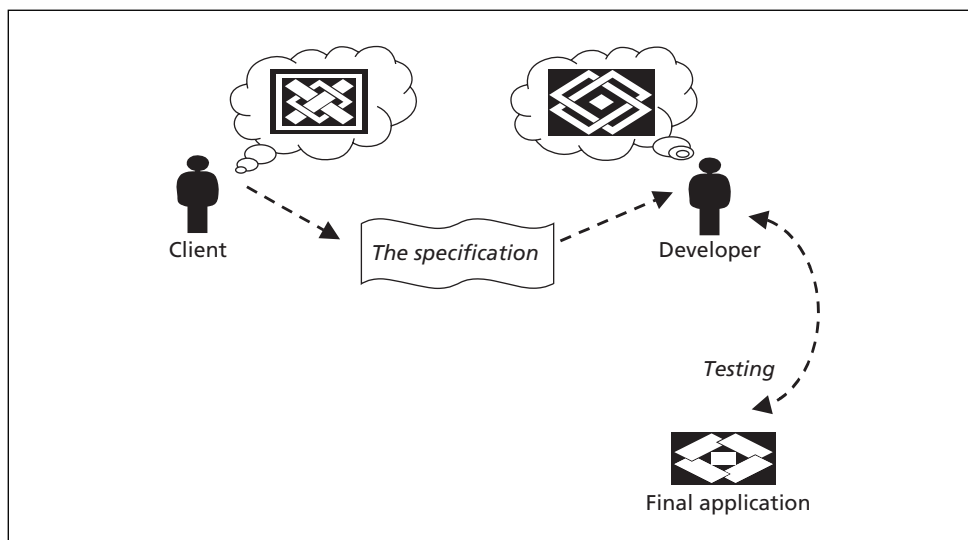 Client
The specification
Developer
Testing
Final application